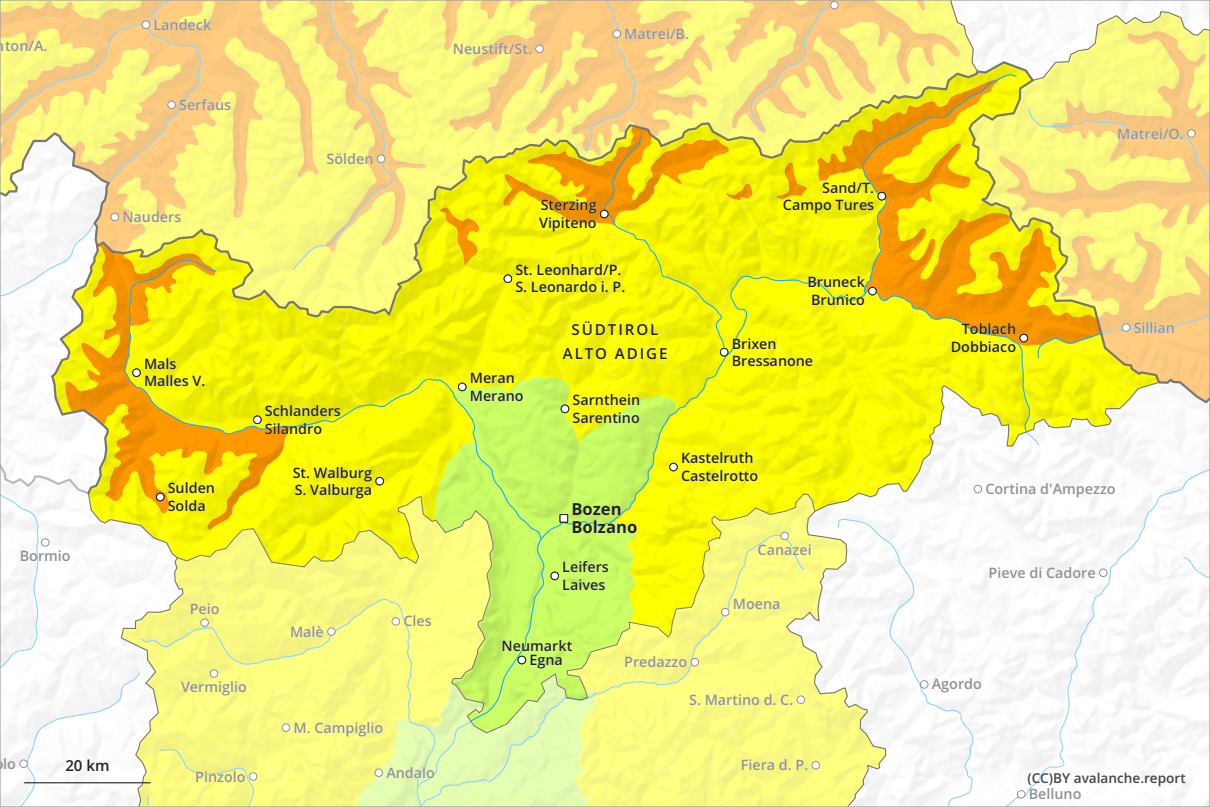 Landeck
nton/A.
Neustift/St.
Matrei/B.
Serfaus
Matrei/O.
Sölden
Nauders
Sand/T.
Campo Tures
Sterzing
Vipiteno
St. Leonhard/P.
S. Leonardo i. P.
Bruneck
Brunico
SÜDTIROL
ALTO ADIGE
Toblach
Dobbiaco
Sillian
Brixen
Bressanone
Mals
Malles V.
Meran
Merano
Sarnthein
Sarentino
Schlanders
Silandro
Kastelruth
Castelrotto
St. Walburg
S. Valburga
Sulden
Solda
Cortina d'Ampezzo
Bozen
Bolzano
Bormio
Canazei
Leifers
Laives
Pieve di Cadore
Peio
Moena
Cles
Malè
Neumarkt
Egna
Predazzo
Vermiglio
Agordo
S. Martino d. C.
M. Campiglio
olo
20 km
Pinzolo
Andalo
Fiera d. P.
(CC)BY avalanche.report
Belluno